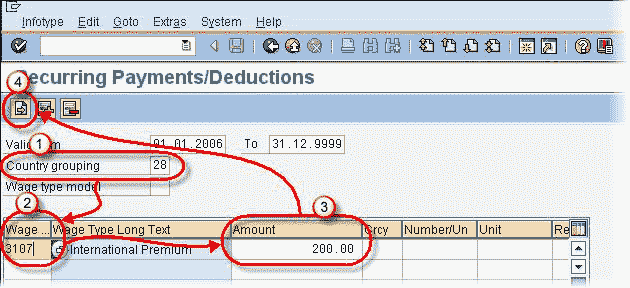 Infotype Edit Goto Extras System Help
Recurring Payments/Deductions
4
1
Valid From 01.01.2006 To 31.12.9999
Country grouping 28
Wage type model
2
3
Wage ... Wage Type Long Text Amount Crcy Number/Un Unit Re
3107 International Premium 200.00